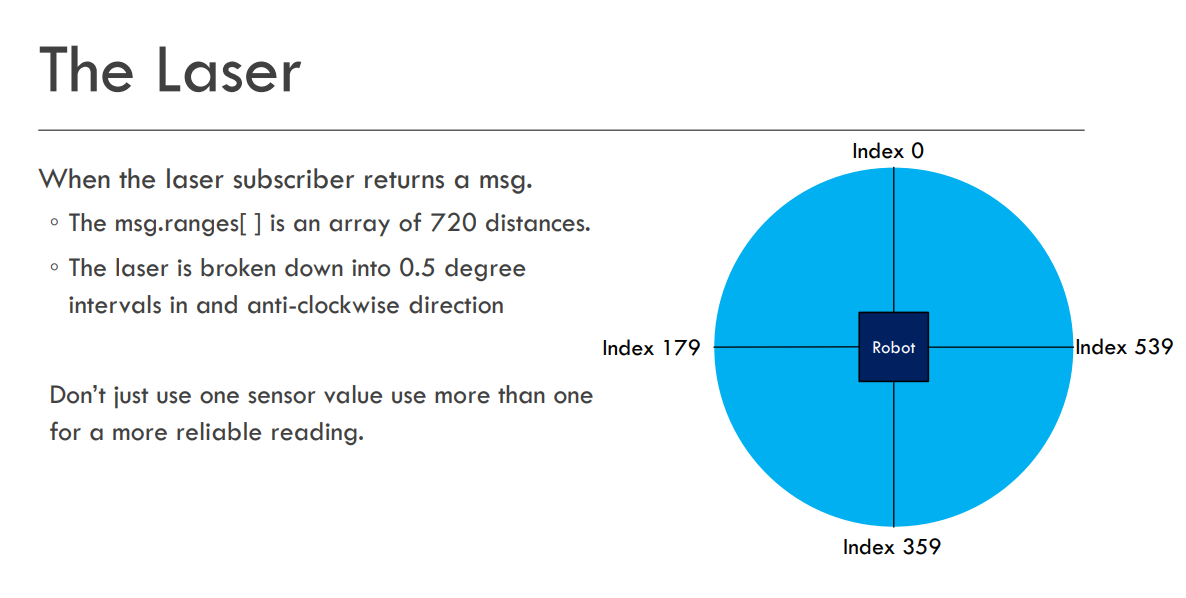 The Laser
When the laser subscriber returns a msg.
◦ The msg.ranges[ ] is an array of 720 distances.
◦ The laser is broken down into 0.5 degree
intervals in and anti-clockwise direction
Don’t just use one sensor value use more than one
for a more reliable reading.
Index 0
Index 179
Robot
Index 539
Index 359